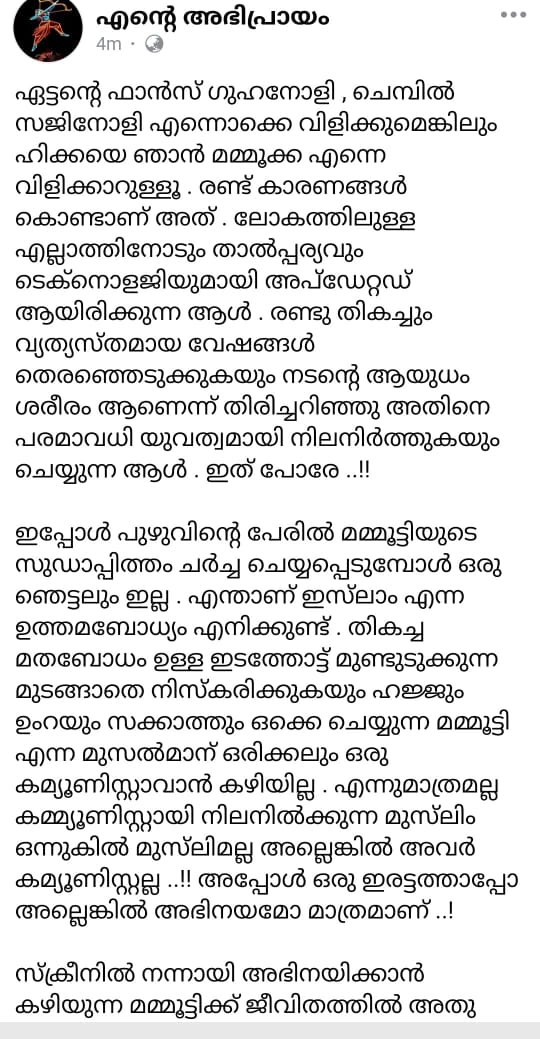 എന്റെ അഭിപ്രായം
4m ·
ഏട്ടന്റെ ഫാൻസ് ഗുഹനോളി , ചെമ്പിൽ
സജിനോളി എന്നൊക്കെ വിളിക്കുമെങ്കിലും
ഹിക്കയെ ഞാൻ മമ്മൂക്ക എന്നെ
വിളിക്കാറുള്ളൂ . രണ്ട് കാരണങ്ങൾ
കൊണ്ടാണ് അത് . ലോകത്തിലുള്ള
എല്ലാത്തിനോടും താൽപ്പര്യവും
ടെക്നൊളജിയുമായി അപ്ഡേറ്റഡ്
ആയിരിക്കുന്ന ആൾ . രണ്ടു തികച്ചും
വ്യത്യസ്തമായ വേഷങ്ങൾ
തെരഞ്ഞെടുക്കുകയും നടന്റെ ആയുധം
ശരീരം ആണെന്ന് തിരിച്ചറിഞ്ഞു അതിനെ
പരമാവധി യുവത്വമായി നിലനിർത്തുകയും
ചെയ്യുന്ന ആൾ . ഇത് പോരേ ..!!
ഇപ്പോൾ പുഴുവിന്റെ പേരിൽ മമ്മൂട്ടിയുടെ
സുഡാപ്പിത്തം ചർച്ച ചെയ്യപ്പെടുമ്പോൾ ഒരു
ഞെട്ടലും ഇല്ല . എന്താണ് ഇസ്ലാം എന്ന
ഉത്തമബോധ്യം എനിക്കുണ്ട് . തികച്ച
മതബോധം ഉള്ള ഇടത്തോട്ട് മുണ്ടുടുക്കുന്ന
മുടങ്ങാതെ നിസ്കരിക്കുകയും ഹജ്ജും
ഉംറയും സക്കാത്തും ഒക്കെ ചെയ്യുന്ന മമ്മൂട്ടി
എന്ന മുസൽമാന് ഒരിക്കലും ഒരു
കമ്യൂണിസ്റ്റാവാൻ കഴിയില്ല . എന്നുമാത്രമല്ല
കമ്മ്യൂണിസ്റ്റായി നിലനിൽക്കുന്ന മുസ്ലിം
ഒന്നുകിൽ മുസ്ലിമല്ല അല്ലെങ്കിൽ അവർ
കമ്യൂണിസ്റ്റല്ല ..!! അപ്പോൾ ഒരു ഇരട്ടത്താപ്പോ
അല്ലെങ്കിൽ അഭിനയമോ മാത്രമാണ് ..!
സ്ക്രീനിൽ നന്നായി അഭിനയിക്കാൻ
കഴിയുന്ന മമ്മൂട്ടിക്ക് ജീവിതത്തിൽ അതു